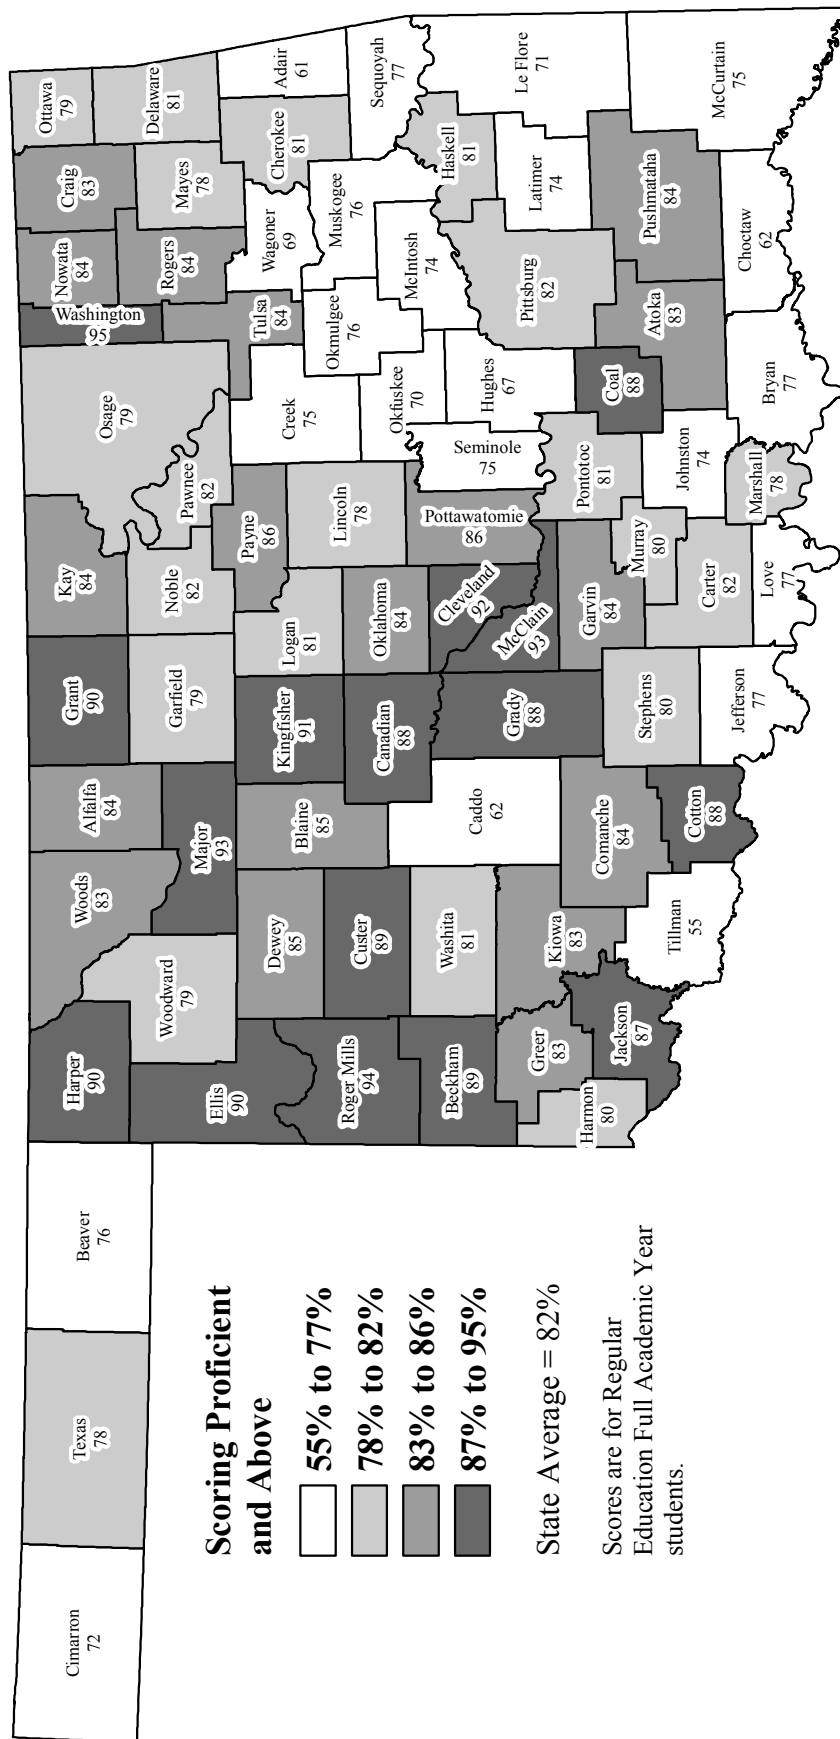 Cimarron
72
Texas
78
Beaver
76
Harper
90
Woods
83
Alfalfa
84
Grant
90
Kay
84
Osage
79
Washington
95
Nowata
84
Craig
83
Ottawa
79
Ellis
90
Woodward
79
Major
93
Garfield
79
Noble
82
Pawnee
82
Rogers
84
Mayes
78
Delaware
81
Roger Mills
94
Dewey
85
Blaine
85
Kingfisher
91
Logan
81
Payne
86
Creek
75
Tulsa
84
Wagoner
69
Cherokee
81
Adair
61
Custer
89
Canadian
88
Oklahoma
84
Lincoln
78
Okfuskee
70
Okmulgee
76
Muskogee
76
Sequoyah
77
Beckham
89
Washita
81
Caddo
62
Grady
88
Cleveland
92
McClain
93
Pottawatomie
86
Seminole
75
Hughes
67
McIntosh
74
Haskell
81
Le Flore
71
Harmon
80
Greer
83
Kiowa
83
Comanche
84
Stephens
80
Garvin
84
Murray
80
Pontotoc
81
Coal
88
Pittsburg
82
Latimer
74
Jackson
87
Tillman
55
Cotton
88
Jefferson
77
Carter
82
Love
77
Johnston
74
Marshall
78
Atoka
83
Bryan
77
Pushmataha
84
Choctaw
62
McCurtain
75
Scoring Proficient
and Above
55% to 77%
78% to 82%
83% to 86%
87% to 95%
State Average = 82%
Scores are for Regular
Education Full Academic Year
students.